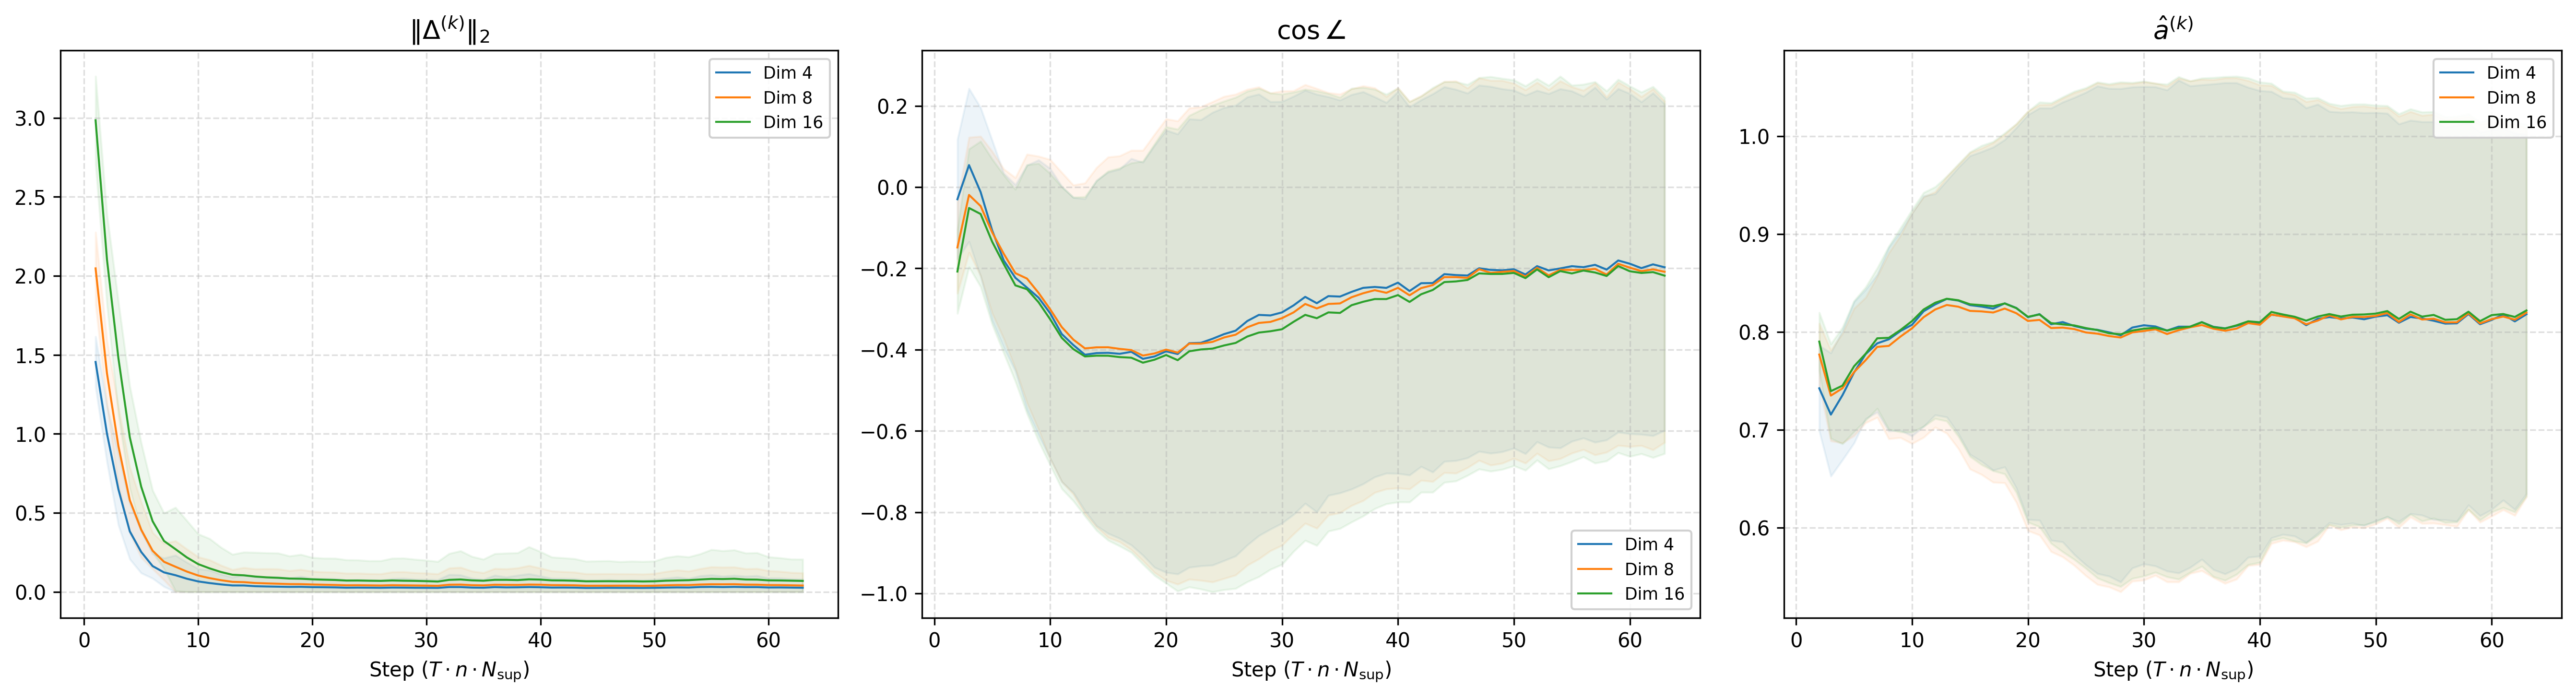 ‖Δ⁽ᵏ⁾‖₂
3.0
2.5
2.0
1.5
1.0
0.5
0.0
0 10 20 30 40 50 60
Step (T · n · N_sup)
Dim 4
Dim 8
Dim 16
cos ∠
0.2
0.0
−0.2
−0.4
−0.6
−0.8
−1.0
0 10 20 30 40 50 60
Step (T · n · N_sup)
Dim 4
Dim 8
Dim 16
â⁽ᵏ⁾
1.0
0.9
0.8
0.7
0.6
0 10 20 30 40 50 60
Step (T · n · N_sup)
Dim 4
Dim 8
Dim 16